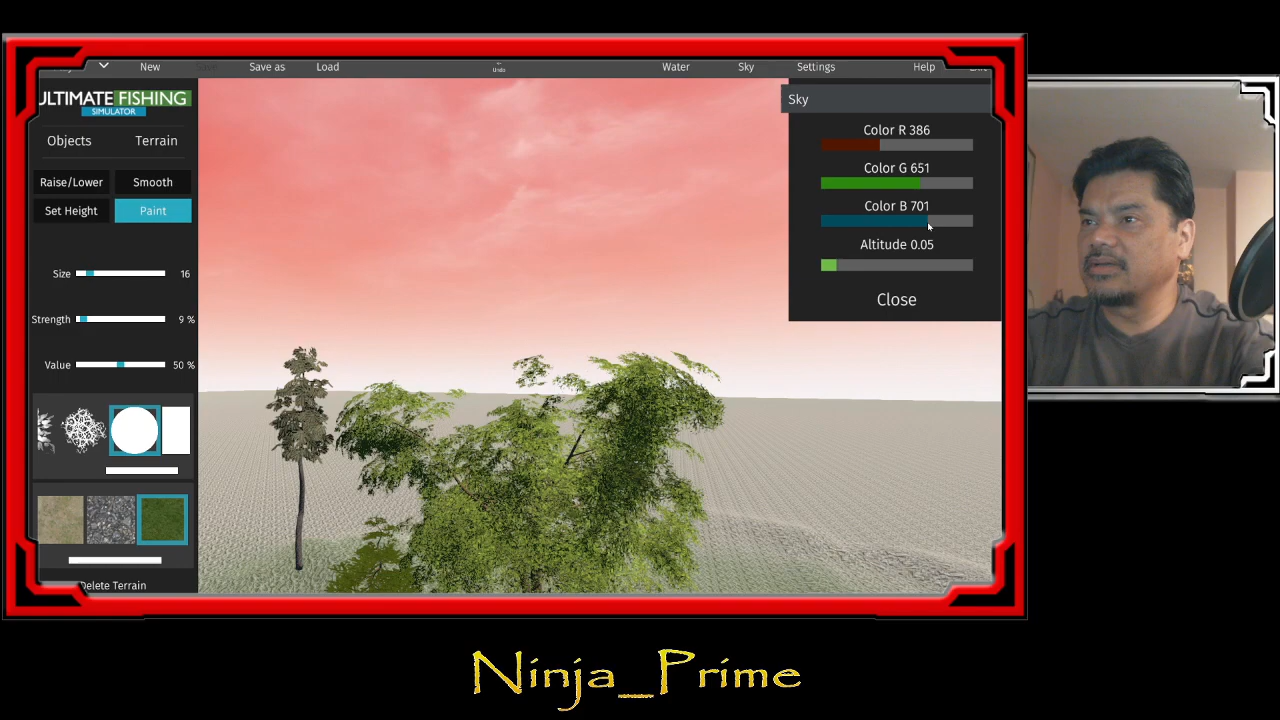 New Save as Load Undo Water Sky Settings Help
ULTIMATE FISHING
SIMULATOR
Objects Terrain
Raise/Lower Smooth
Set Height Paint
Size 16
Strength 9 %
Value 50 %
Delete Terrain
Sky
Color R 386
Color G 651
Color B 701
Altitude 0.05
Close
Ninja_Prime